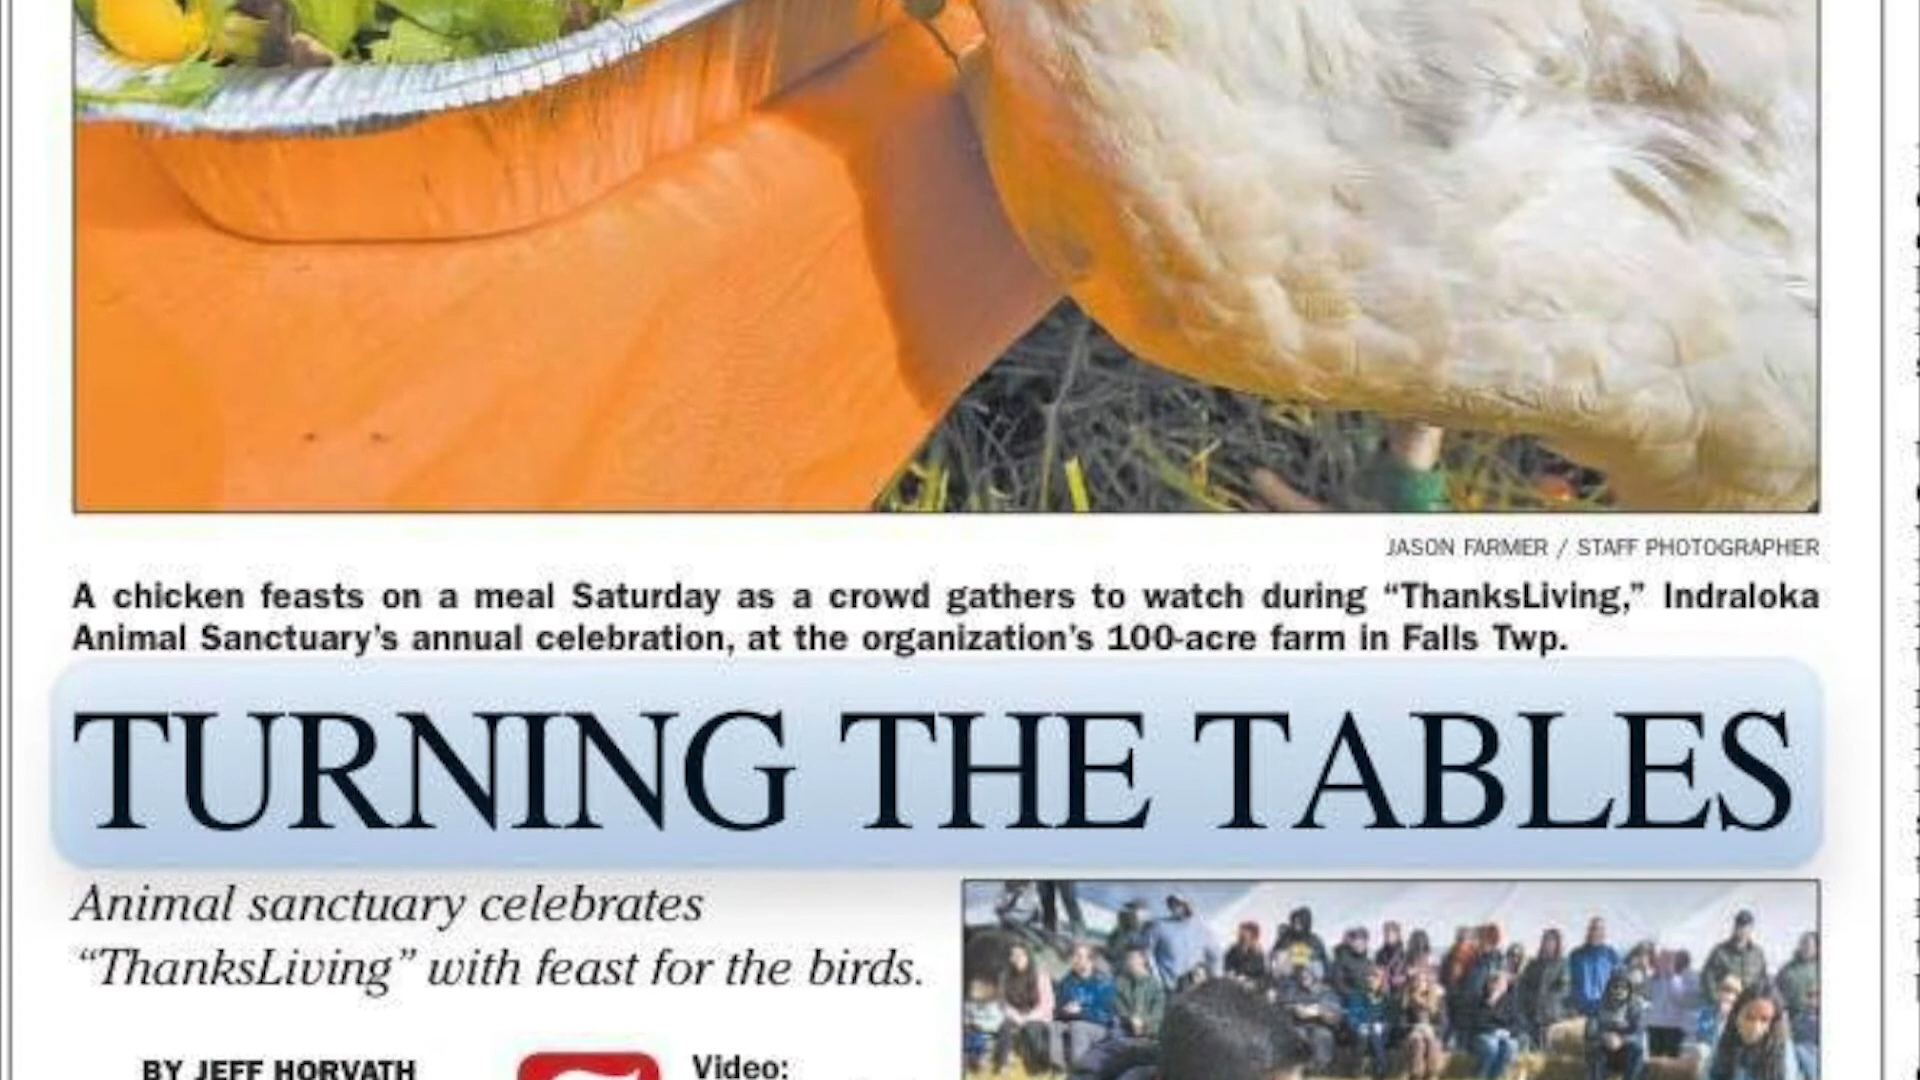 JASON FARMER / STAFF PHOTOGRAPHER
A chicken feasts on a meal Saturday as a crowd gathers to watch during “ThanksLiving,” Indraloka
Animal Sanctuary’s annual celebration, at the organization’s 100-acre farm in Falls Twp.
TURNING THE TABLES
Animal sanctuary celebrates
“ThanksLiving” with feast for the birds.
BY JEFF HORVATH
Video: